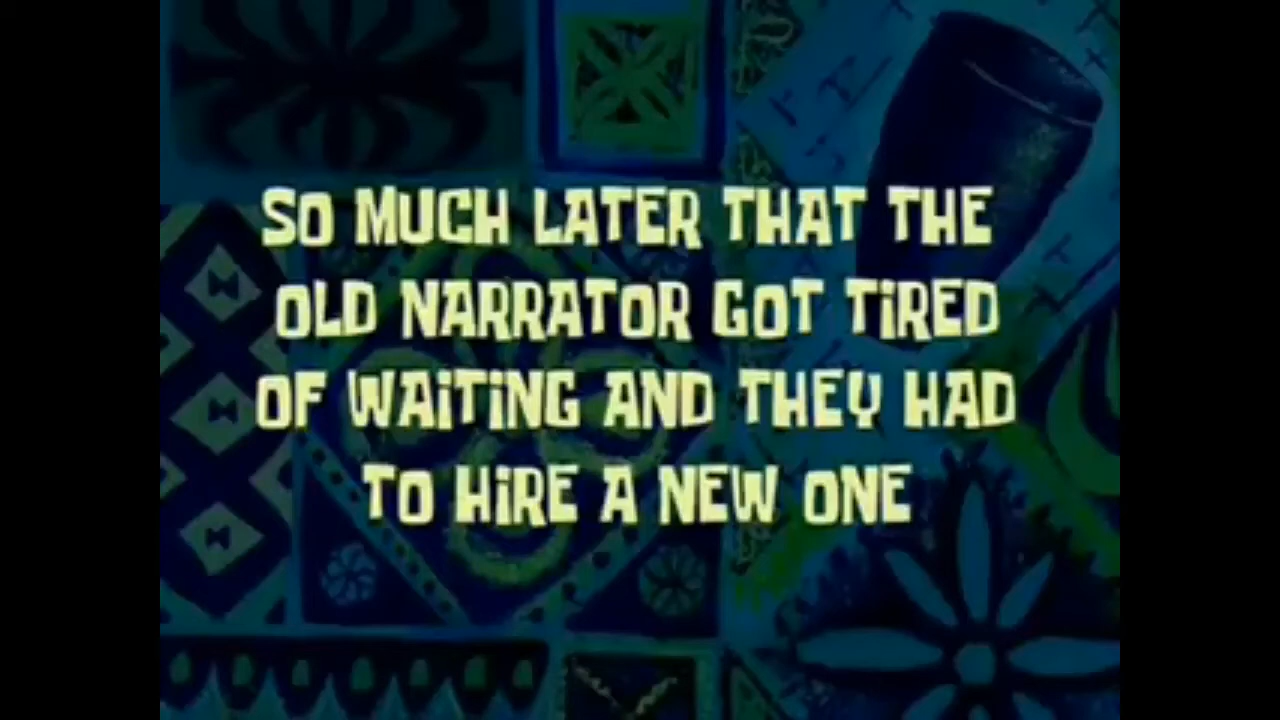 SO MUCH LATER THAT THE
OLD NARRATOR GOT TiRED
OF WAiTiNG AND THEY HAD
TO HiRE A NEW ONE